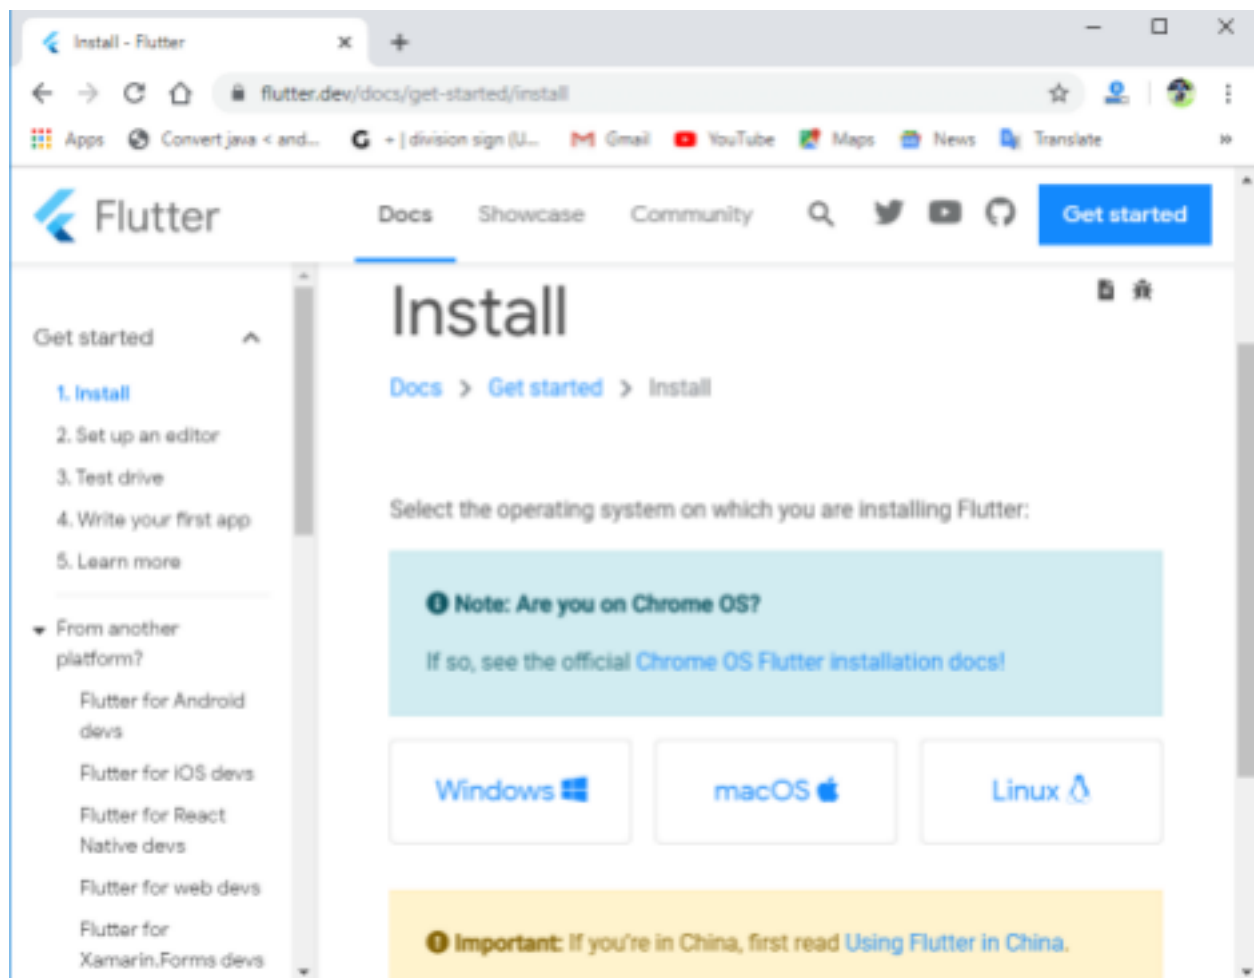 Install - Flutter
flutter.dev/docs/get-started/install
Apps Convert java < and... ÷ | division sign (U... Gmail YouTube Maps News Translate
Flutter Docs Showcase Community Get started
Get started
1. Install
2. Set up an editor
3. Test drive
4. Write your first app
5. Learn more
From another
platform?
Flutter for Android
devs
Flutter for iOS devs
Flutter for React
Native devs
Flutter for web devs
Flutter for
Xamarin.Forms devs
Install
Docs > Get started > Install
Select the operating system on which you are installing Flutter:
Note: Are you on Chrome OS?
If so, see the official Chrome OS Flutter installation docs!
Windows macOS Linux
Important: If you're in China, first read Using Flutter in China.